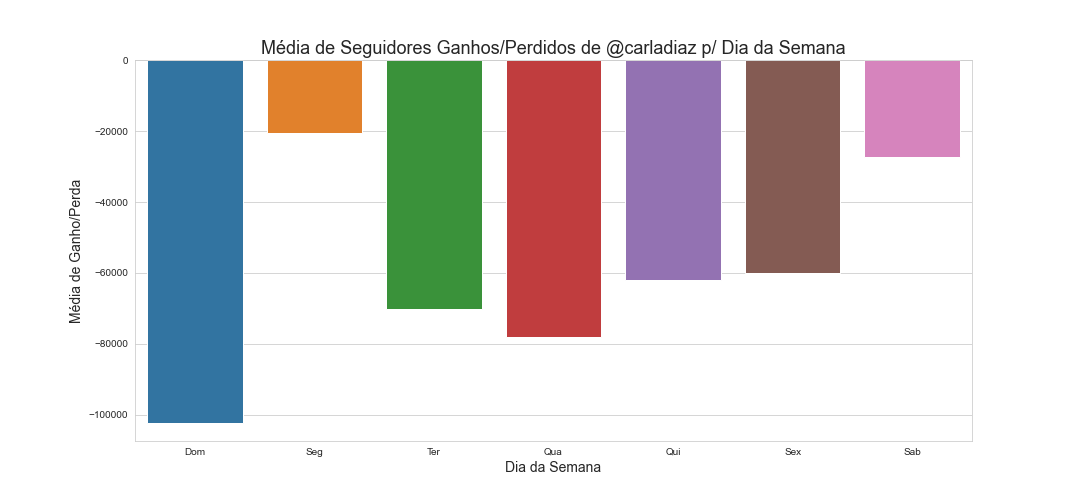 Média de Seguidores Ganhos/Perdidos de @carladiaz p/ Dia da Semana
0
−20000
−40000
−60000
−80000
−100000
Média de Ganho/Perda
Dom Seg Ter Qua Qui Sex Sab
Dia da Semana